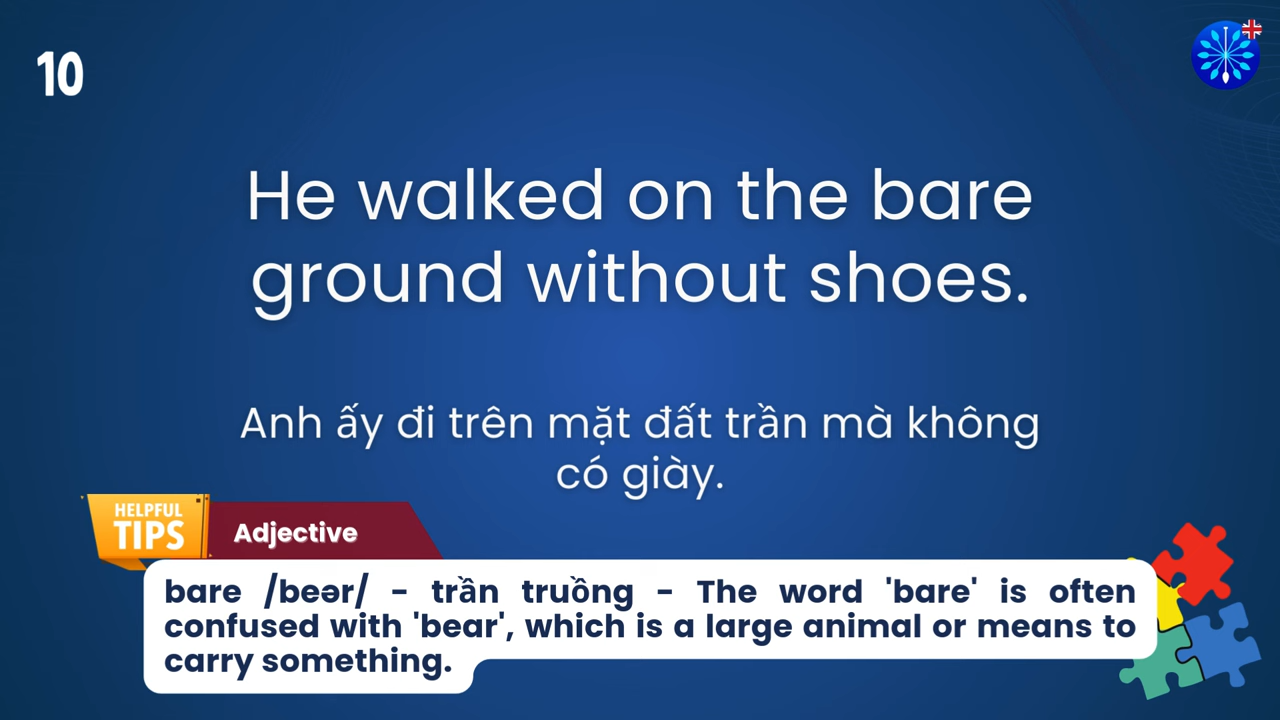 10
He walked on the bare
ground without shoes.
Anh ấy đi trên mặt đất trần mà không
có giày.
HELPFUL
TIPS
Adjective
bare /beər/ - trần truồng - The word 'bare' is often
confused with 'bear', which is a large animal or means to
carry something.